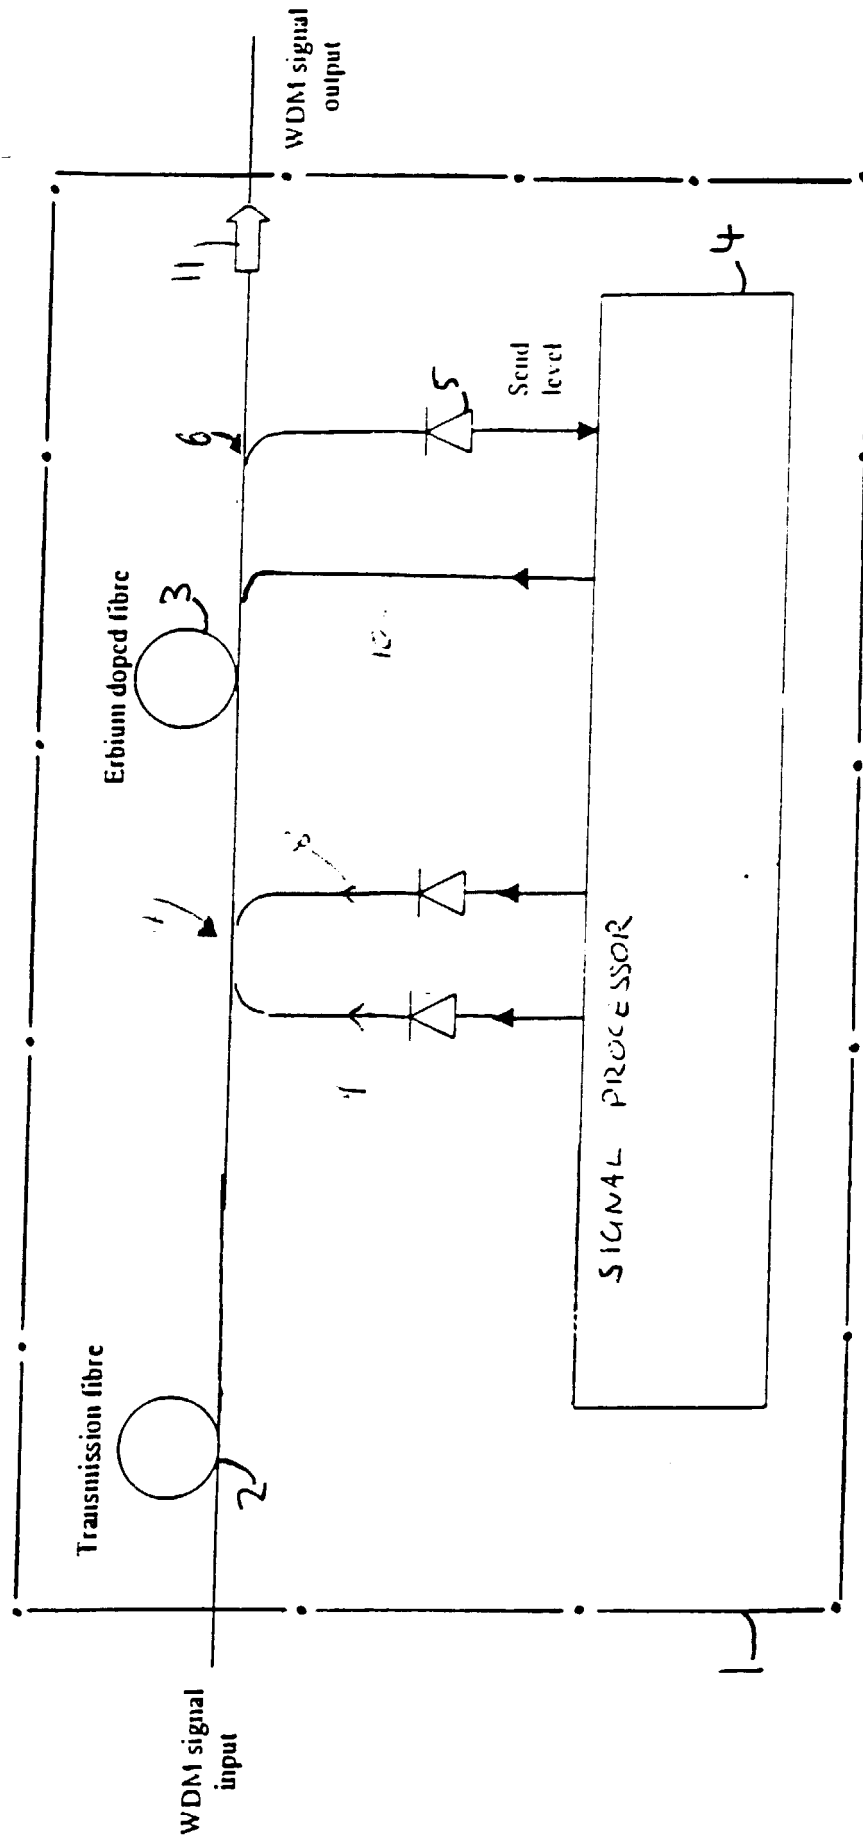 WDM signal
input
Transmission fibre
2
Erbium doped fibre
3
6
11
WDM signal
output
10
5
Send
level
4
SIGNAL PROCESSOR
1